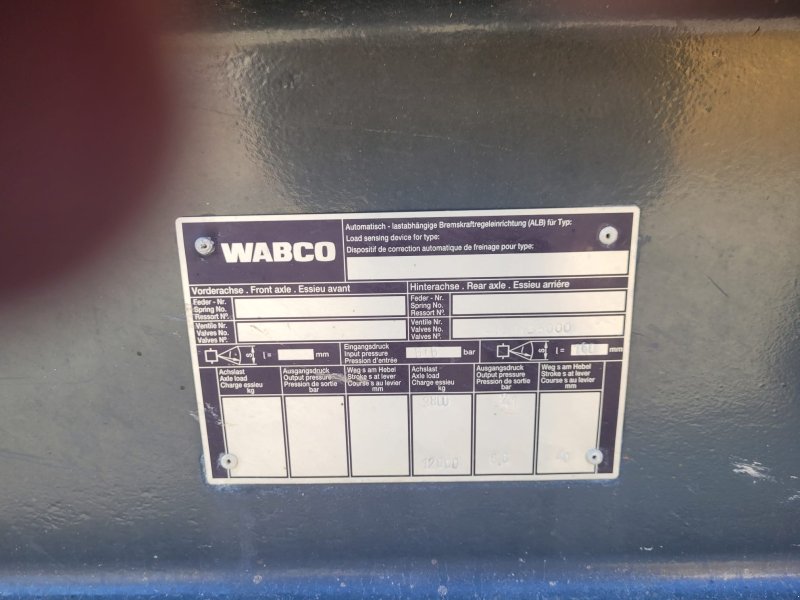 WABCO
Automatisch - lastabhängige Bremskraftregeleinrichtung (ALB) für Typ:
Load sensing device for type:
Dispositif de correction automatique de freinage pour type:
Vorderachse . Front axle . Essieu avant
Hinterachse . Rear axle . Essieu arriére
Feder - Nr.
Spring No.
Ressort Nº.
Feder - Nr.
Spring No.
Ressort Nº.
Ventile Nr.
Valves No.
Valves Nº.
Ventile Nr.
Valves No.
Valves Nº.
l = mm
Eingangsdruck
Input pressure
Pression d'entrée
bar
l = mm
Achslast
Axle load
Charge essieu
kg
Ausgangsdruck
Output pressure
Pression de sortie
bar
Weg s am Hebel
Stroke s at lever
Course s au levier
mm
Achslast
Axle load
Charge essieu
kg
Ausgangsdruck
Output pressure
Pression de sortie
bar
Weg s am Hebel
Stroke s at lever
Course s au levier
mm
12000